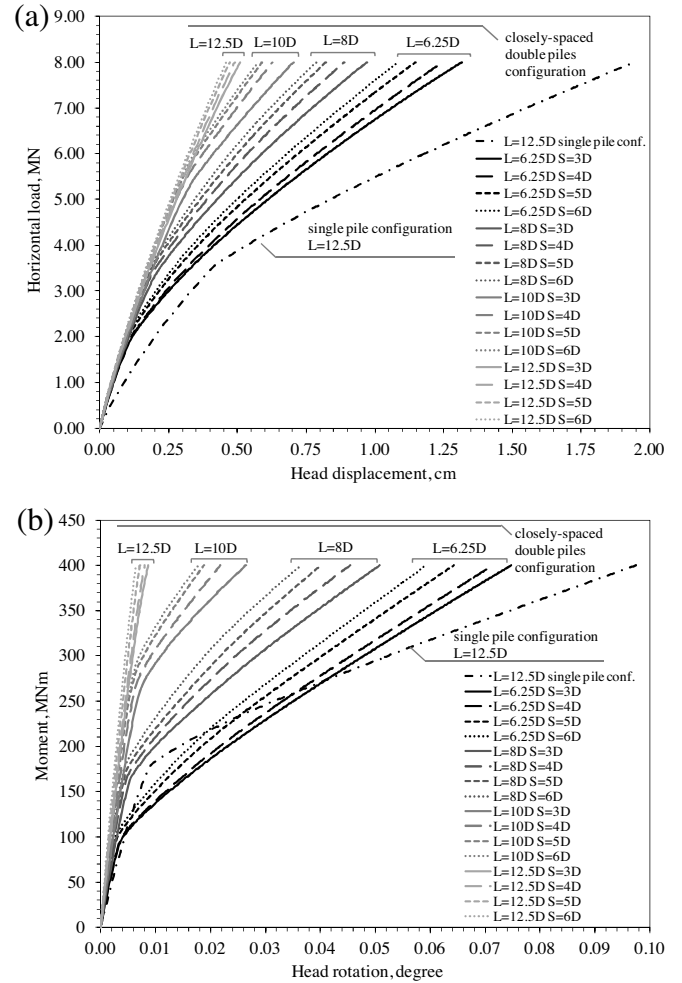 (a)
9.00
8.00
7.00
6.00
5.00
4.00
3.00
2.00
1.00
0.00
Horizontal load, MN
L=12.5D L=10D L=8D L=6.25D
closely-spaced
double piles
configuration
single pile configuration
L=12.5D
L=12.5D single pile conf.
L=6.25D S=3D
L=6.25D S=4D
L=6.25D S=5D
L=6.25D S=6D
L=8D S=3D
L=8D S=4D
L=8D S=5D
L=8D S=6D
L=10D S=3D
L=10D S=4D
L=10D S=5D
L=10D S=6D
L=12.5D S=3D
L=12.5D S=4D
L=12.5D S=5D
L=12.5D S=6D
0.00 0.25 0.50 0.75 1.00 1.25 1.50 1.75 2.00
Head displacement, cm
(b)
450
400
350
300
250
200
150
100
50
0
Moment, MNm
L=12.5D L=10D L=8D L=6.25D
closely-spaced
double piles
configuration
single pile configuration
L=12.5D
L=12.5D single pile conf.
L=6.25D S=3D
L=6.25D S=4D
L=6.25D S=5D
L=6.25D S=6D
L=8D S=3D
L=8D S=4D
L=8D S=5D
L=8D S=6D
L=10D S=3D
L=10D S=4D
L=10D S=5D
L=10D S=6D
L=12.5D S=3D
L=12.5D S=4D
L=12.5D S=5D
L=12.5D S=6D
0.00 0.01 0.02 0.03 0.04 0.05 0.06 0.07 0.08 0.09 0.10
Head rotation, degree